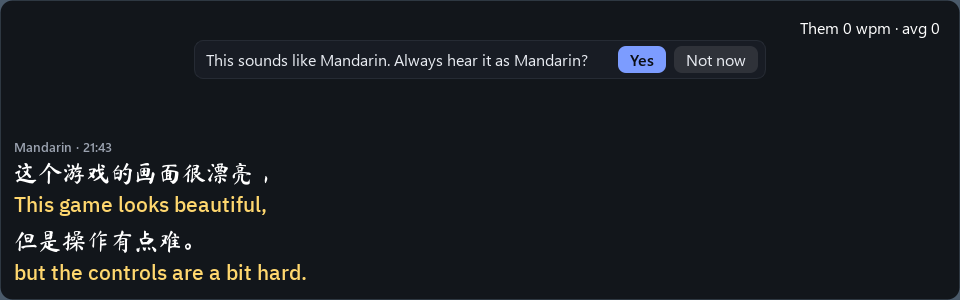 Them 0 wpm · avg 0
This sounds like Mandarin. Always hear it as Mandarin? Yes Not now
Mandarin · 21:43
这个游戏的画面很漂亮，
This game looks beautiful,
但是操作有点难。
but the controls are a bit hard.